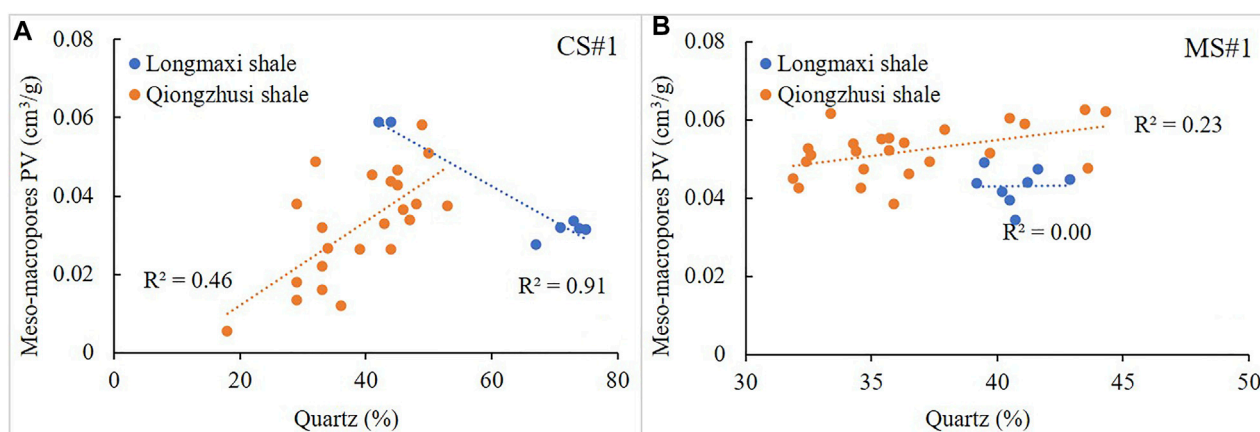 A
CS#1
Longmaxi shale
Qiongzhusi shale
Meso-macropores PV (cm³/g)
0.08
0.06
0.04
0.02
0
R² = 0.46
R² = 0.91
0
20
40
60
80
Quartz (%)
B
MS#1
Longmaxi shale
Qiongzhusi shale
Meso-macropores PV (cm³/g)
0.08
0.06
0.04
0.02
0
R² = 0.23
R² = 0.00
30
35
40
45
50
Quartz (%)